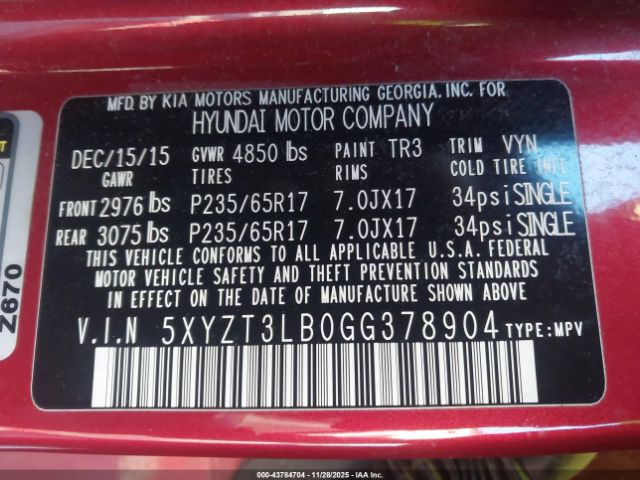 MFD. BY KIA MOTORS MANUFACTURING GEORGIA, INC. FOR
HYUNDAI MOTOR COMPANY
DEC/15/15 GVWR 4850 lbs PAINT TR3 TRIM VYN
GAWR TIRES RIMS COLD TIRE INFL
FRONT 2976 lbs P235/65R17 7.0JX17 34psi SINGLE
REAR 3075 lbs P235/65R17 7.0JX17 34psi SINGLE
THIS VEHICLE CONFORMS TO ALL APPLICABLE U.S.A. FEDERAL
MOTOR VEHICLE SAFETY AND THEFT PREVENTION STANDARDS
IN EFFECT ON THE DATE OF MANUFACTURE SHOWN ABOVE.
V.I.N 5XYZT3LB0GG378904 TYPE:MPV
Z670
000-43784704 - 11/28/2025 - COPART